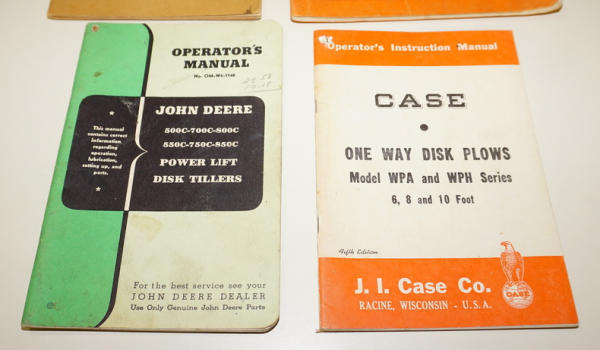 OPERATOR'S
MANUAL
JOHN DEERE
500C-700C-800C
550C-750C-850C
POWER LIFT
DISK TILLERS
This manual
contains correct
information
regarding
operation,
lubrication,
setting up, and
parts.
For the best service see your
JOHN DEERE DEALER
Use Only Genuine John Deere Parts
Operator's Instruction Manual
CASE
ONE WAY DISK PLOWS
Model WPA and WPH Series
6, 8 and 10 Foot
Fifth Edition
J. I. Case Co.
RACINE, WISCONSIN - U.S.A.
CASE